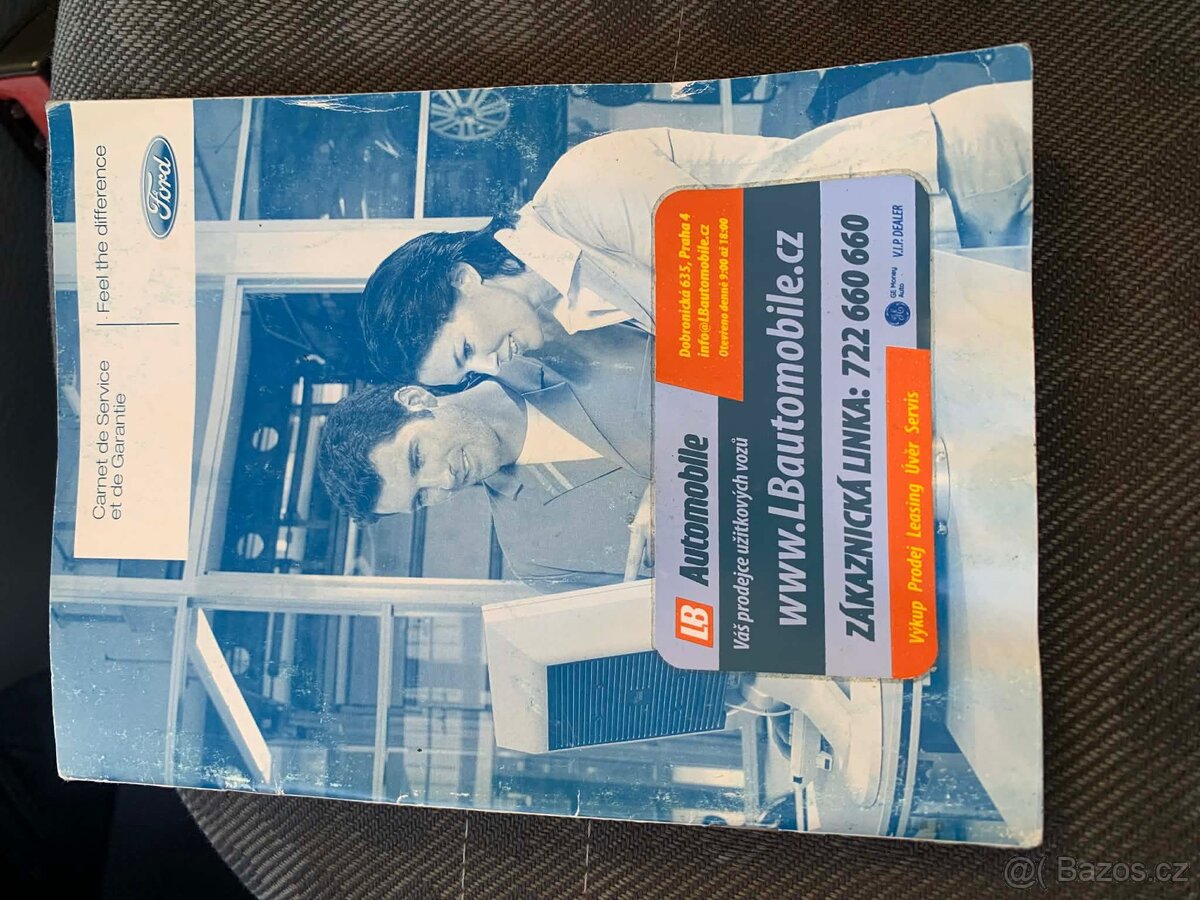 Carnet de Service
et de Garantie
Feel the difference
Ford
LB Automobile
Dobronická 635, Praha 4
info@LBautomobile.cz
Otevřeno denně 9:00 až 18:00
Váš prodejce užitkových vozů
www.LBautomobile.cz
ZÁKAZNICKÁ LINKA: 722 660 660
Výkup Prodej Leasing Úvěr Servis
GE Money
Auto
V.I.P. DEALER
@( Bazos.cz